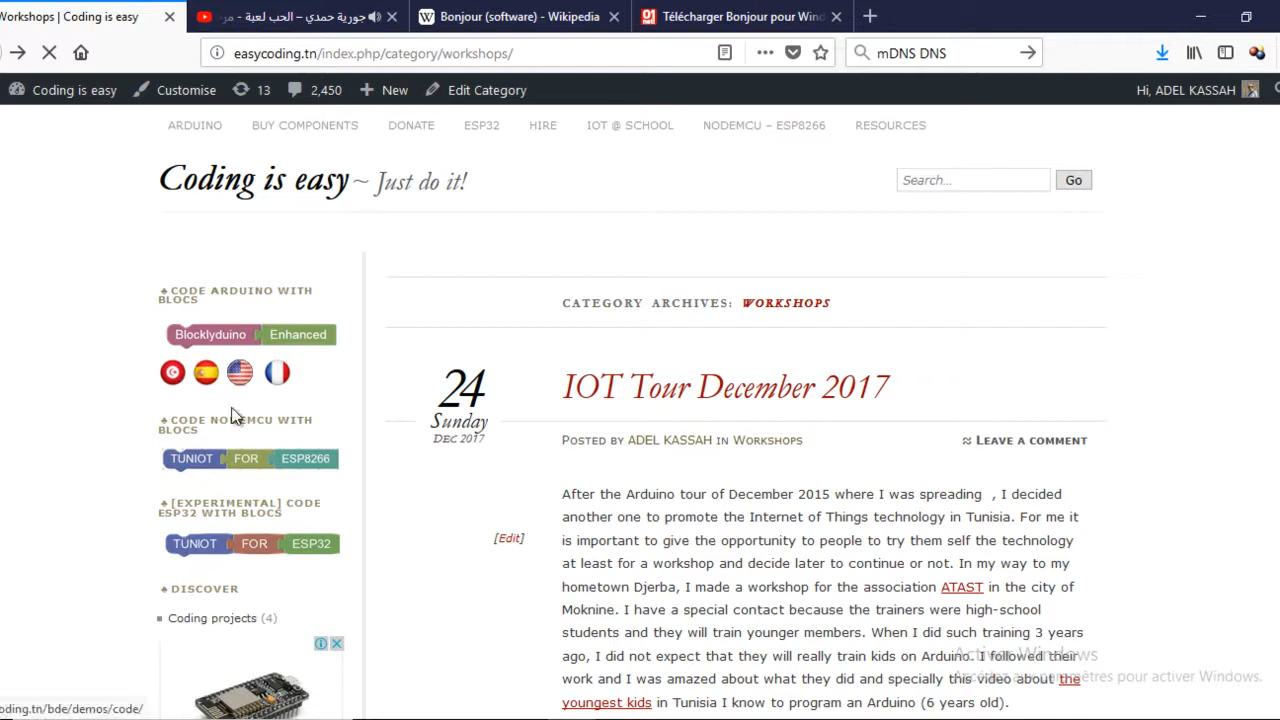 Workshops | Coding is easy
جورية حمدي – الحب لعبة - مر
Bonjour (software) - Wikipedia
Télécharger Bonjour pour Wind
easycoding.tn/index.php/category/workshops/
mDNS DNS
Coding is easy
Customise
13
2,450
New
Edit Category
Hi, ADEL KASSAH
ARDUINO
BUY COMPONENTS
DONATE
ESP32
HIRE
IOT @ SCHOOL
NODEMCU – ESP8266
RESOURCES
Coding is easy ~ Just do it!
Search...
Go
♣ CODE ARDUINO WITH
BLOCS
Blocklyduino Enhanced
♣ CODE NODEMCU WITH
BLOCS
TUNIOT FOR ESP8266
♣ [EXPERIMENTAL] CODE
ESP32 WITH BLOCS
TUNIOT FOR ESP32
♣ DISCOVER
Coding projects (4)
oding.tn/bde/demos/code/
CATEGORY ARCHIVES: WORKSHOPS
24
Sunday
DEC 2017
IOT Tour December 2017
POSTED BY ADEL KASSAH IN WORKSHOPS
≈ LEAVE A COMMENT
[Edit]
After the Arduino tour of December 2015 where I was spreading , I decided
another one to promote the Internet of Things technology in Tunisia. For me it
is important to give the opportunity to people to try them self the technology
at least for a workshop and decide later to continue or not. In my way to my
hometown Djerba, I made a workshop for the association ATAST in the city of
Moknine. I have a special contact because the trainers were high-school
students and they will train younger members. When I did such training 3 years
ago, I did not expect that they will really train kids on Arduino. I followed their
work and I was amazed about what they did and specially this video about the
youngest kids in Tunisia I know to program an Arduino (6 years old).
Activer Windows
Accédez aux paramètres pour activer Windows.